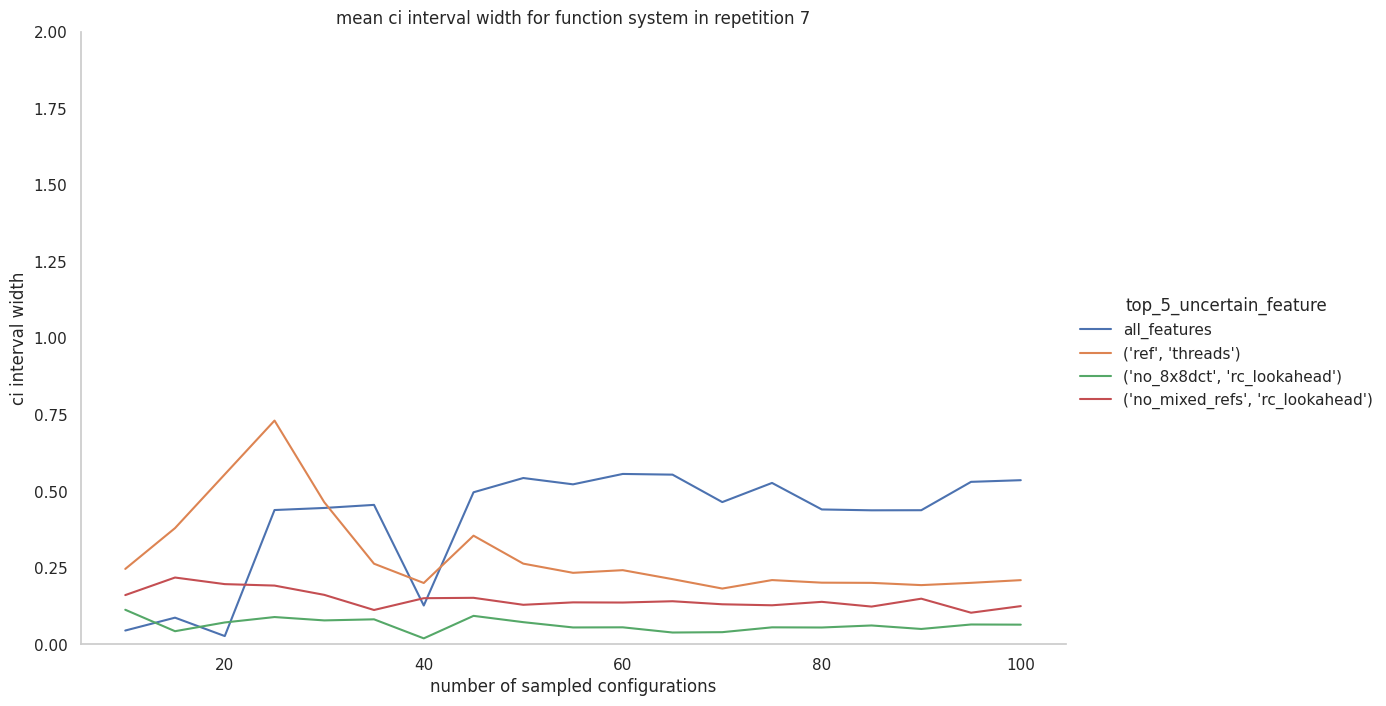 mean ci interval width for function system in repetition 7
2.00
1.75
1.50
1.25
1.00
0.75
0.50
0.25
0.00
ci interval width
20
40
60
80
100
number of sampled configurations
top_5_uncertain_feature
all_features
('ref', 'threads')
('no_8x8dct', 'rc_lookahead')
('no_mixed_refs', 'rc_lookahead')